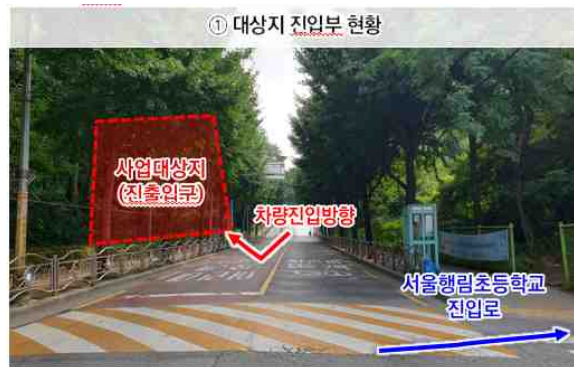 ① 대상지 진입부 현황
사업대상지
(진출입구)
차량진입방향
서울행림초등학교
진입로